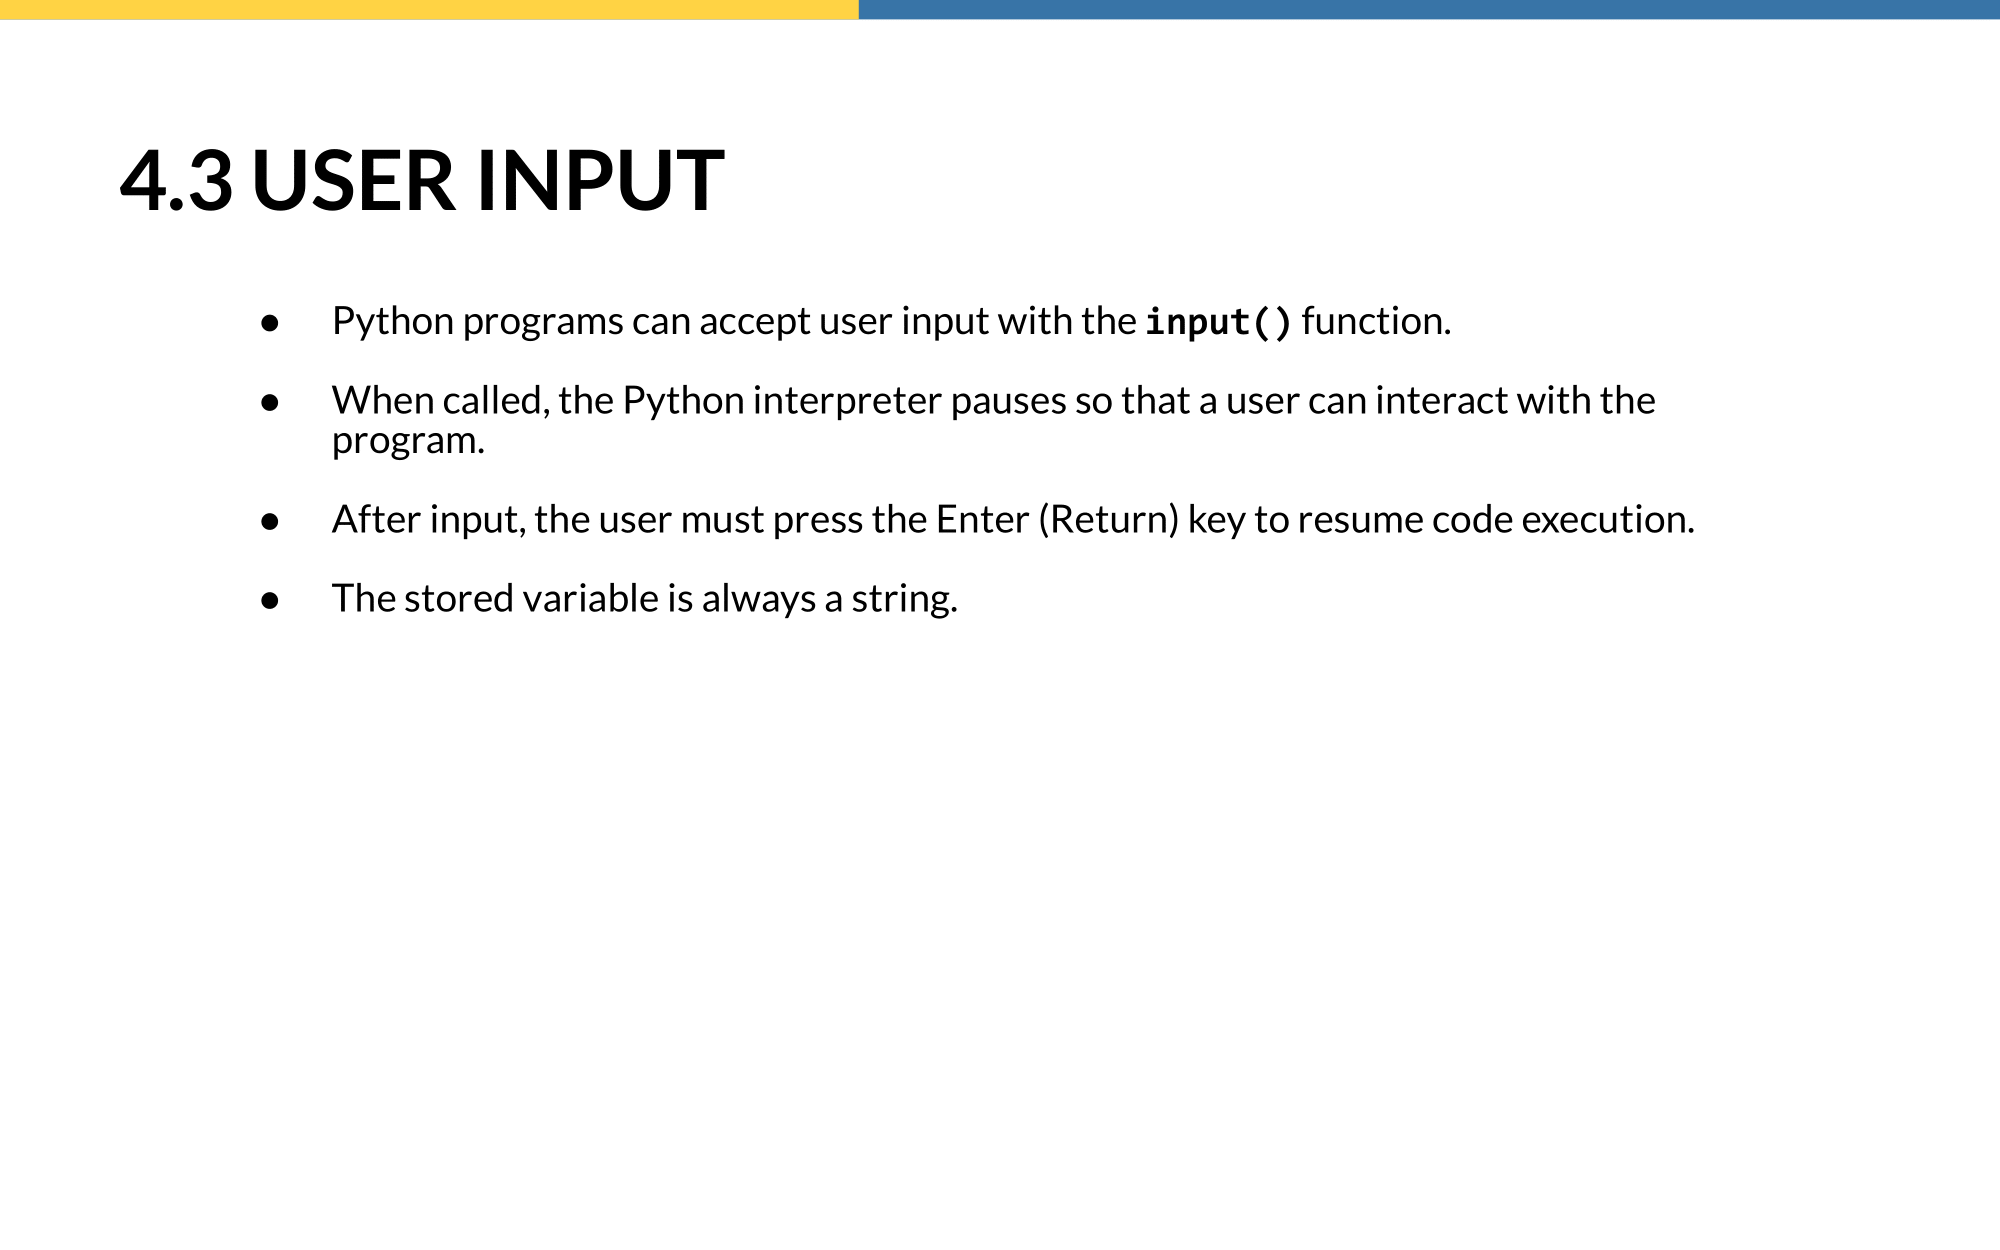 4.3 USER INPUT
● Python programs can accept user input with the input() function.
● When called, the Python interpreter pauses so that a user can interact with the
program.
● After input, the user must press the Enter (Return) key to resume code execution.
● The stored variable is always a string.